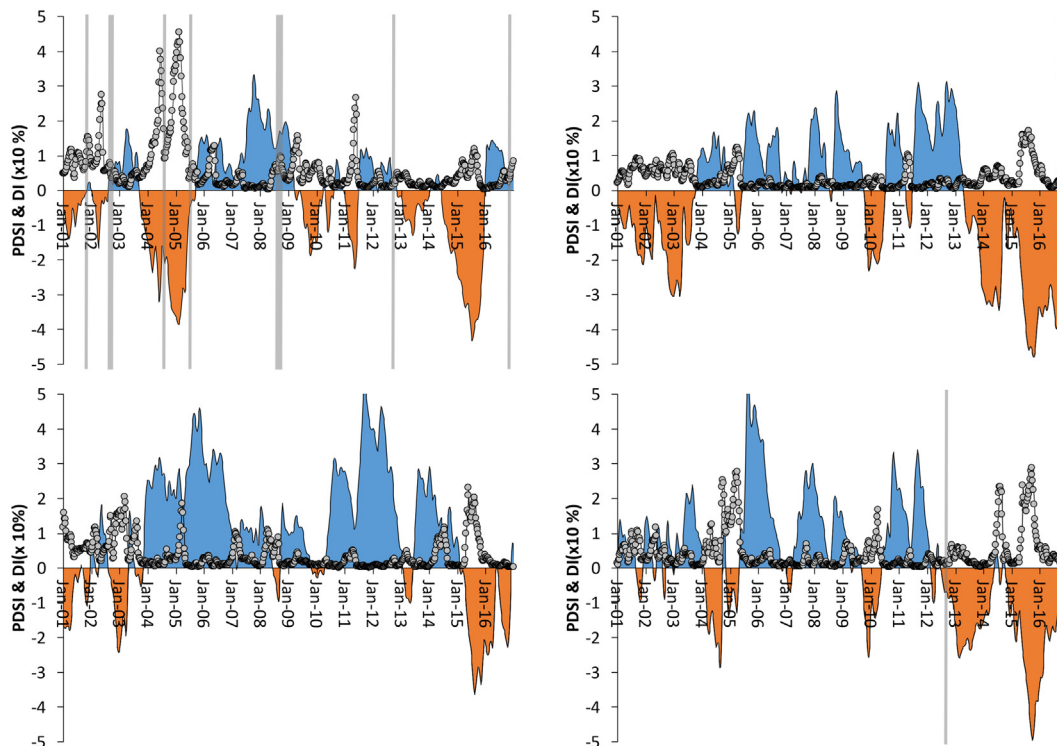 PDSI & DI (x10 %)
5
4
3
2
1
0
-1
-2
-3
-4
-5
Jan-01
Jan-02
Jan-03
Jan-04
Jan-05
Jan-06
Jan-07
Jan-08
Jan-09
Jan-10
Jan-11
Jan-12
Jan-13
Jan-14
Jan-15
Jan-16
PDSI & DI (x10 %)
5
4
3
2
1
0
-1
-2
-3
-4
-5
Jan-01
Jan-02
Jan-03
Jan-04
Jan-05
Jan-06
Jan-07
Jan-08
Jan-09
Jan-10
Jan-11
Jan-12
Jan-13
Jan-14
Jan-15
Jan-16
PDSI & DI(x 10%)
5
4
3
2
1
0
-1
-2
-3
-4
-5
Jan-01
Jan-02
Jan-03
Jan-04
Jan-05
Jan-06
Jan-07
Jan-08
Jan-09
Jan-10
Jan-11
Jan-12
Jan-13
Jan-14
Jan-15
Jan-16
PDSI & DI(x10 %)
5
4
3
2
1
0
-1
-2
-3
-4
-5
Jan-01
Jan-02
Jan-03
Jan-04
Jan-05
Jan-06
Jan-07
Jan-08
Jan-09
Jan-10
Jan-11
Jan-12
Jan-13
Jan-14
Jan-15
Jan-16